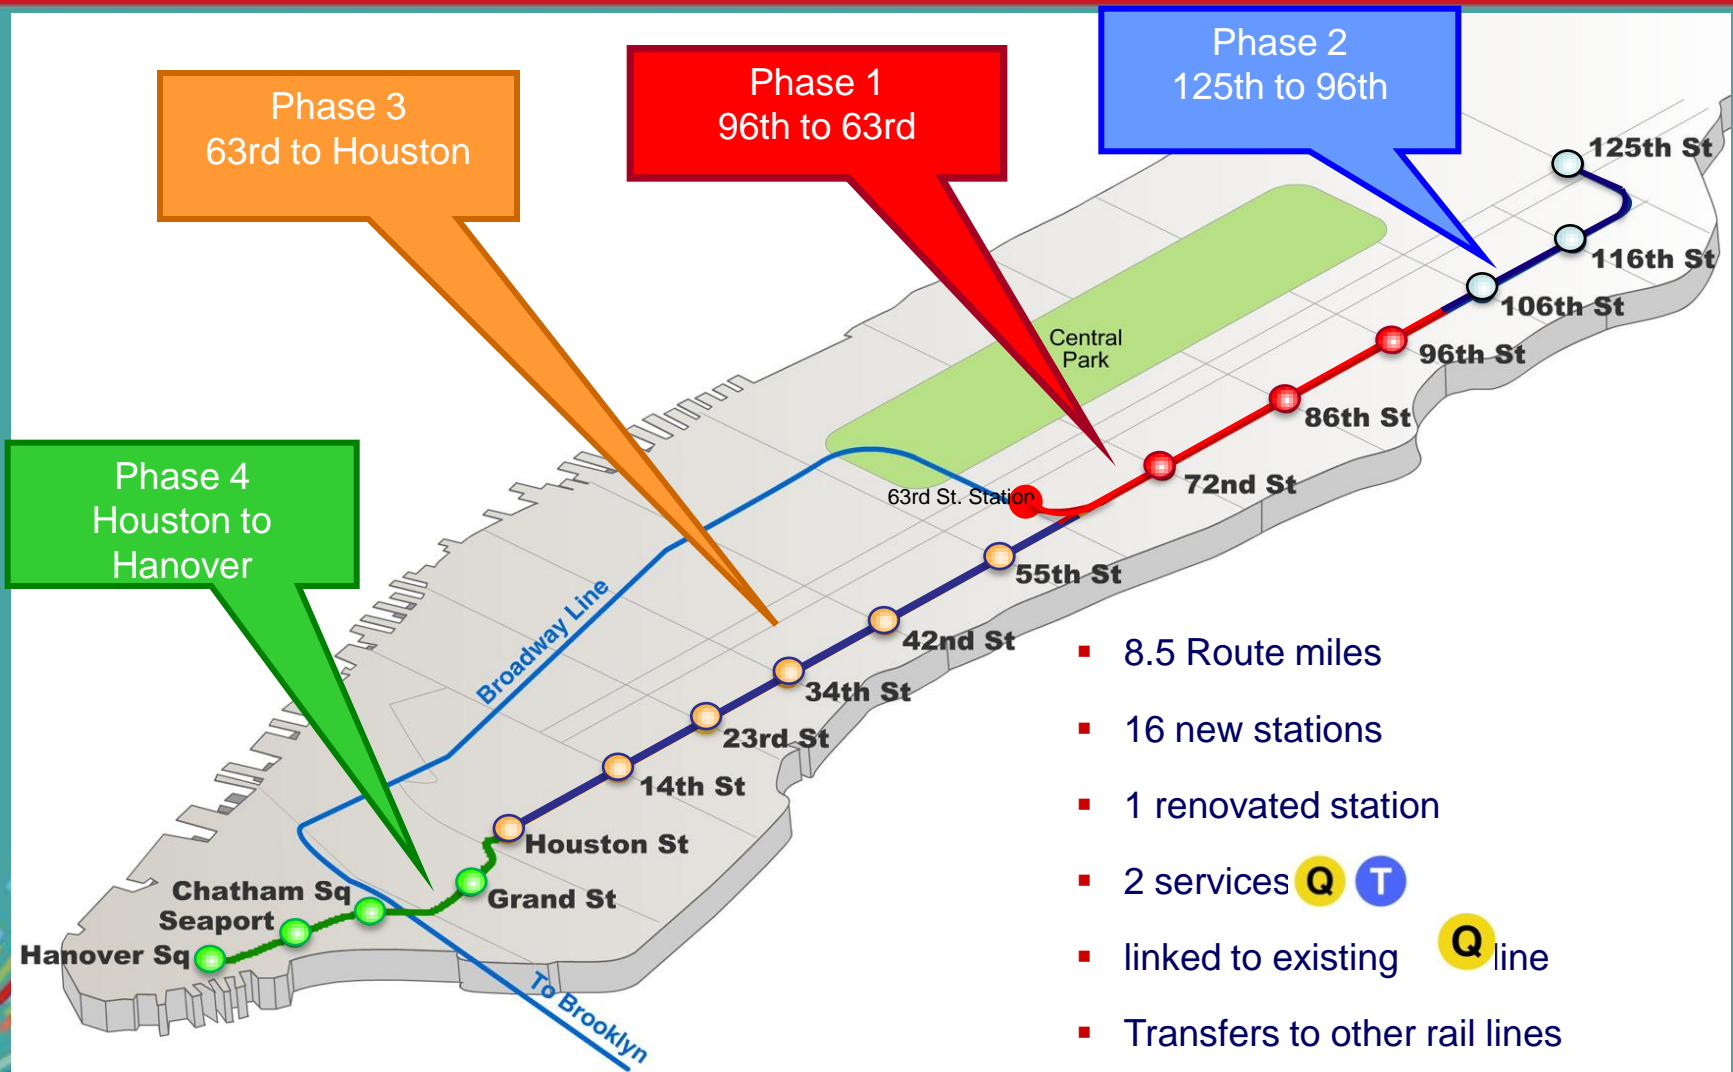 Phase 2
125th to 96th
Phase 1
96th to 63rd
Phase 3
63rd to Houston
Phase 4
Houston to
Hanover
125th St
116th St
106th St
96th St
86th St
72nd St
Central
Park
63rd St. Station
55th St
42nd St
34th St
23rd St
14th St
Houston St
Grand St
Chatham Sq
Seaport
Hanover Sq
Broadway Line
To Brooklyn
8.5 Route miles
16 new stations
1 renovated station
2 services Q T
linked to existing Q line
Transfers to other rail lines